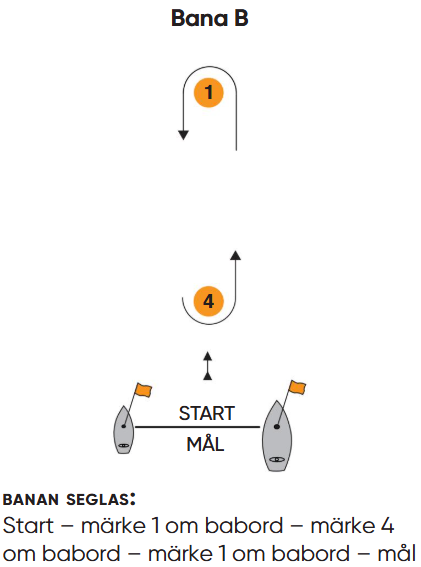 Bana B
1
4
START
MÅL
BANAN SEGLAS:
Start – märke 1 om babord – märke 4
om babord – märke 1 om babord – mål